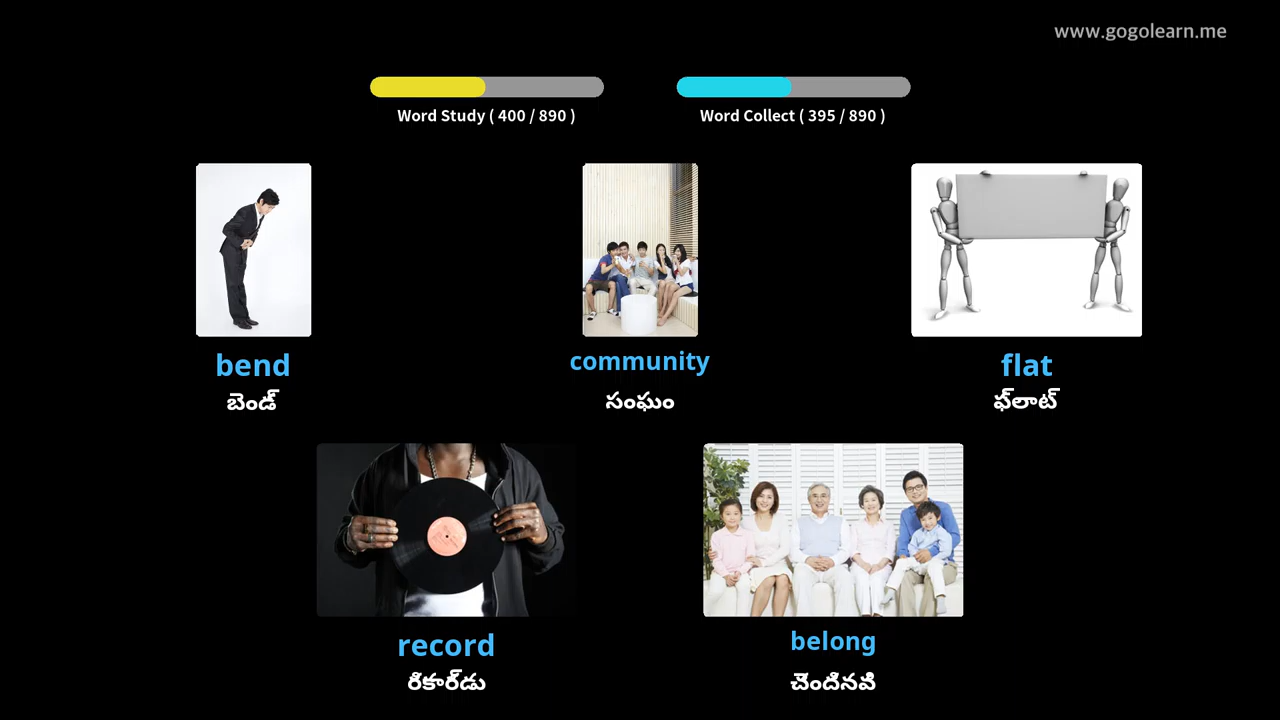 www.gogolearn.me
Word Study ( 400 / 890 )
Word Collect ( 395 / 890 )
bend
బెండ్
community
సంఘం
flat
ఫ్‌లాట్
record
రికార్‌డు
belong
చెందినవి